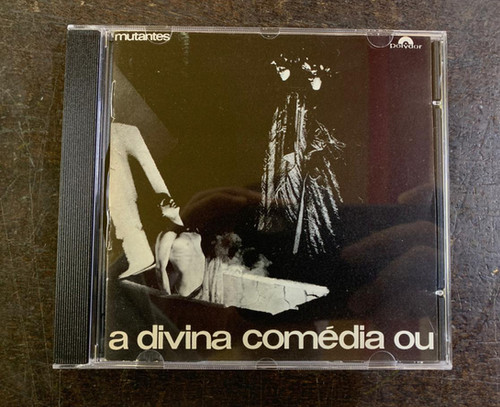 mutantes
polydor
a divina comédia ou